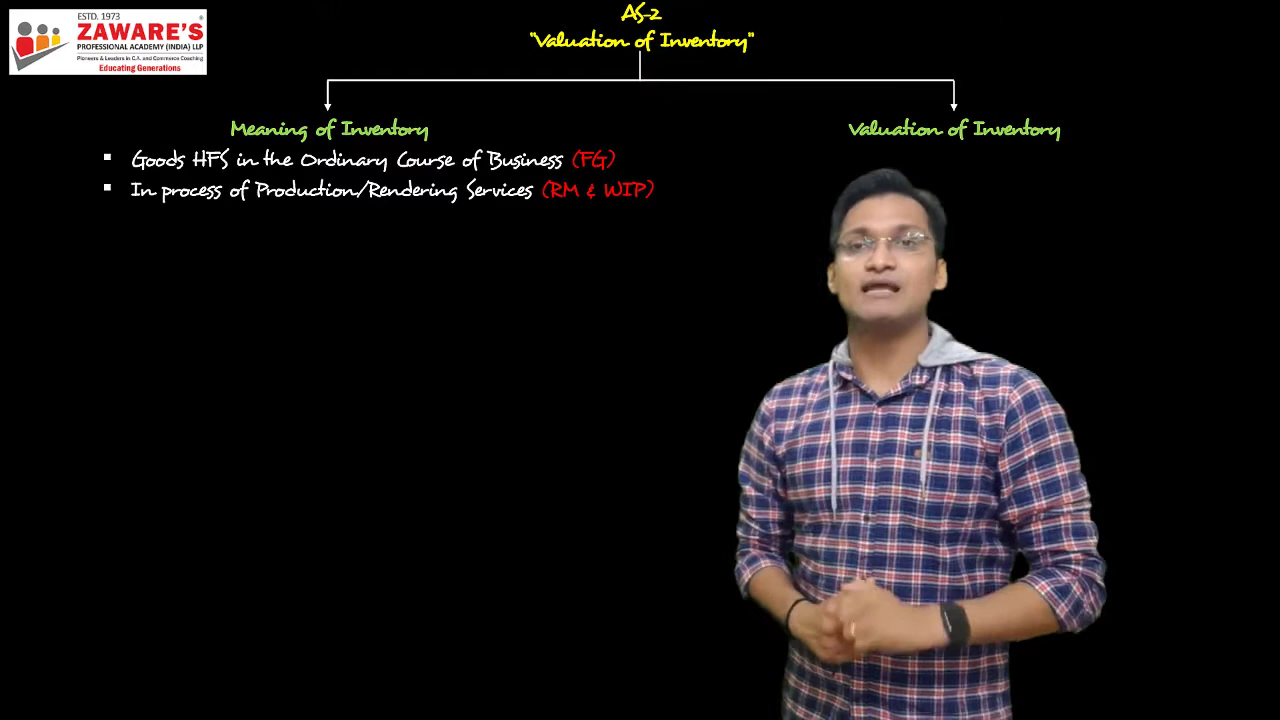 ESTD. 1973
ZAWARE'S
PROFESSIONAL ACADEMY (INDIA) LLP
Pioneers & Leaders in C.A. and Commerce Coaching
Educating Generations
AS-2
"Valuation of Inventory"
Meaning of Inventory
▪ Goods HFS in the Ordinary Course of Business (FG)
▪ In process of Production/Rendering Services (RM & WIP)
Valuation of Inventory